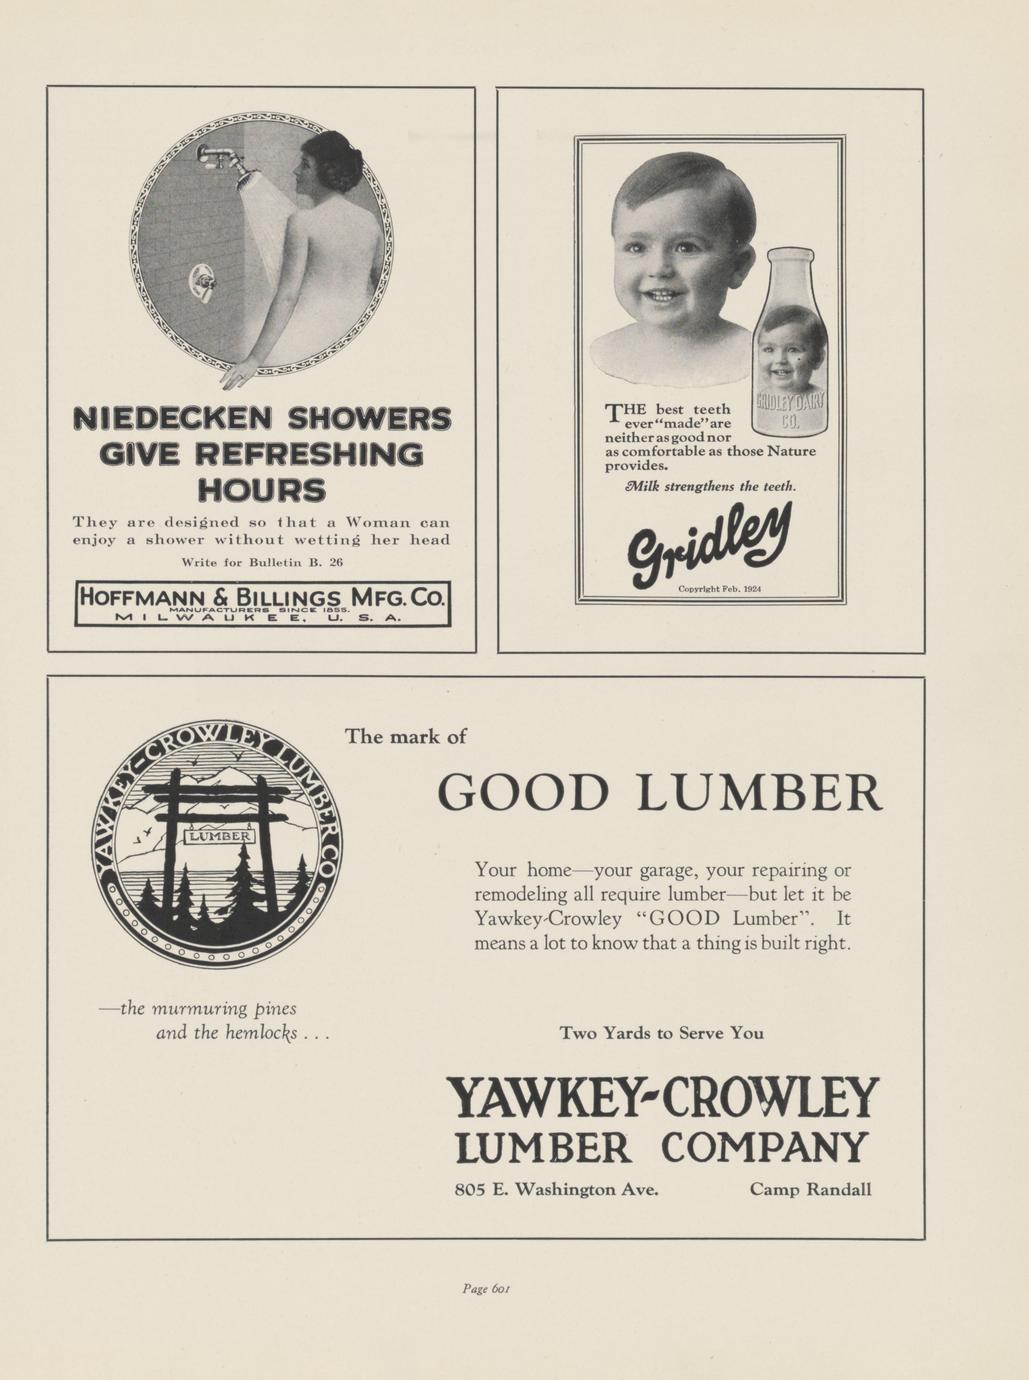 NIEDECKEN SHOWERS
GIVE REFRESHING
HOURS
They are designed so that a Woman can
enjoy a shower without wetting her head
Write for Bulletin B. 26
HOFFMANN & BILLINGS MFG. CO.
MANUFACTURERS SINCE 1855.
MILWAUKEE, U. S. A.
GRIDLEY DAIRY
CO.
THE best teeth
ever "made" are
neither as good nor
as comfortable as those Nature
provides.
Milk strengthens the teeth.
Gridley
Copyright Feb. 1924
YAWKEY-CROWLEY LUMBER CO
LUMBER
The mark of
GOOD LUMBER
Your home—your garage, your repairing or
remodeling all require lumber—but let it be
Yawkey-Crowley "GOOD Lumber". It
means a lot to know that a thing is built right.
—the murmuring pines
and the hemlocks . . .
Two Yards to Serve You
YAWKEY-CROWLEY
LUMBER COMPANY
805 E. Washington Ave. Camp Randall
Page 601